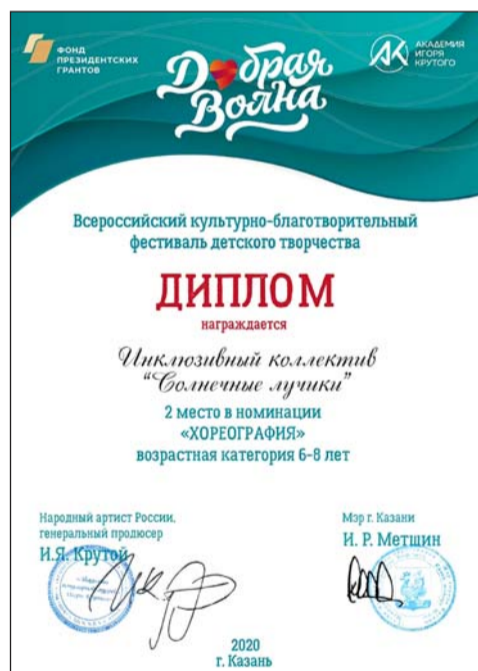 ФОНД
ПРЕЗИДЕНТСКИХ
ГРАНТОВ
Добрая
Волна
АКАДЕМИЯ
ИГОРЯ
КРУТОГО
Всероссийский культурно-благотворительный
фестиваль детского творчества
ДИПЛОМ
награждается
Инклюзивный коллектив
"Солнечные лучики"
2 место в номинации
«ХОРЕОГРАФИЯ»
возрастная категория 6-8 лет
Народный артист России,
генеральный продюсер
И.Я. Крутой
Мэр г. Казани
И. Р. Метшин
2020
г. Казань